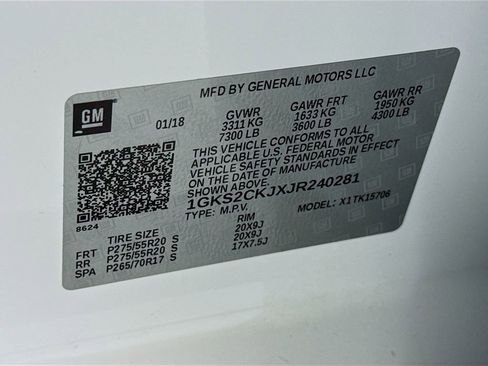 MFD BY GENERAL MOTORS LLC
GM
01/18 GVWR GAWR FRT GAWR RR
3311 KG 1633 KG 1950 KG
7300 LB 3600 LB 4300 LB
THIS VEHICLE CONFORMS TO ALL
APPLICABLE U.S. FEDERAL MOTOR
VEHICLE SAFETY STANDARDS IN EFFECT
ON THE DATE OF MANUFACTURE
SHOWN ABOVE.
1GKS2CKJXJR240281
8624
TYPE: M.P.V. MODEL: X1TK15706
TIRE SIZE RIM
FRT P275/55R20 S 20X9J
RR P275/55R20 S 20X9J
SPA P265/70R17 S 17X7.5J